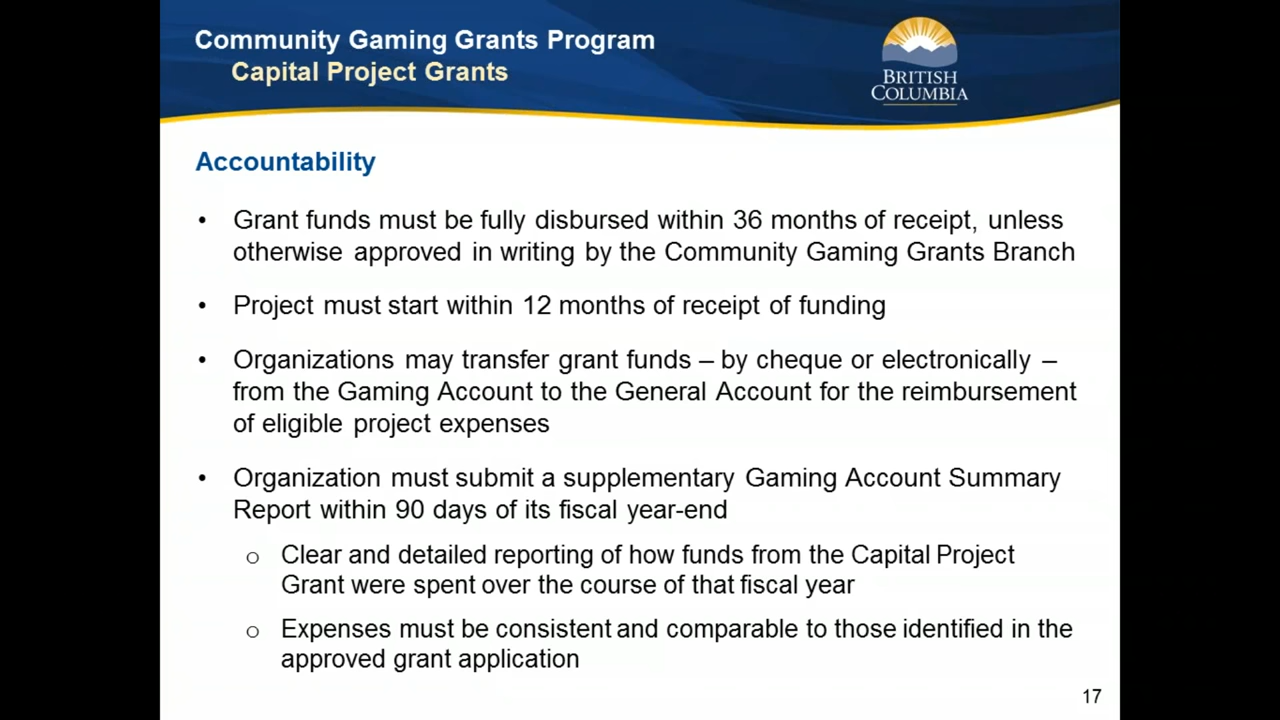 Community Gaming Grants Program
Capital Project Grants
BRITISH
COLUMBIA
Accountability
• Grant funds must be fully disbursed within 36 months of receipt, unless
otherwise approved in writing by the Community Gaming Grants Branch
• Project must start within 12 months of receipt of funding
• Organizations may transfer grant funds – by cheque or electronically –
from the Gaming Account to the General Account for the reimbursement
of eligible project expenses
• Organization must submit a supplementary Gaming Account Summary
Report within 90 days of its fiscal year-end
o Clear and detailed reporting of how funds from the Capital Project
Grant were spent over the course of that fiscal year
o Expenses must be consistent and comparable to those identified in the
approved grant application
17